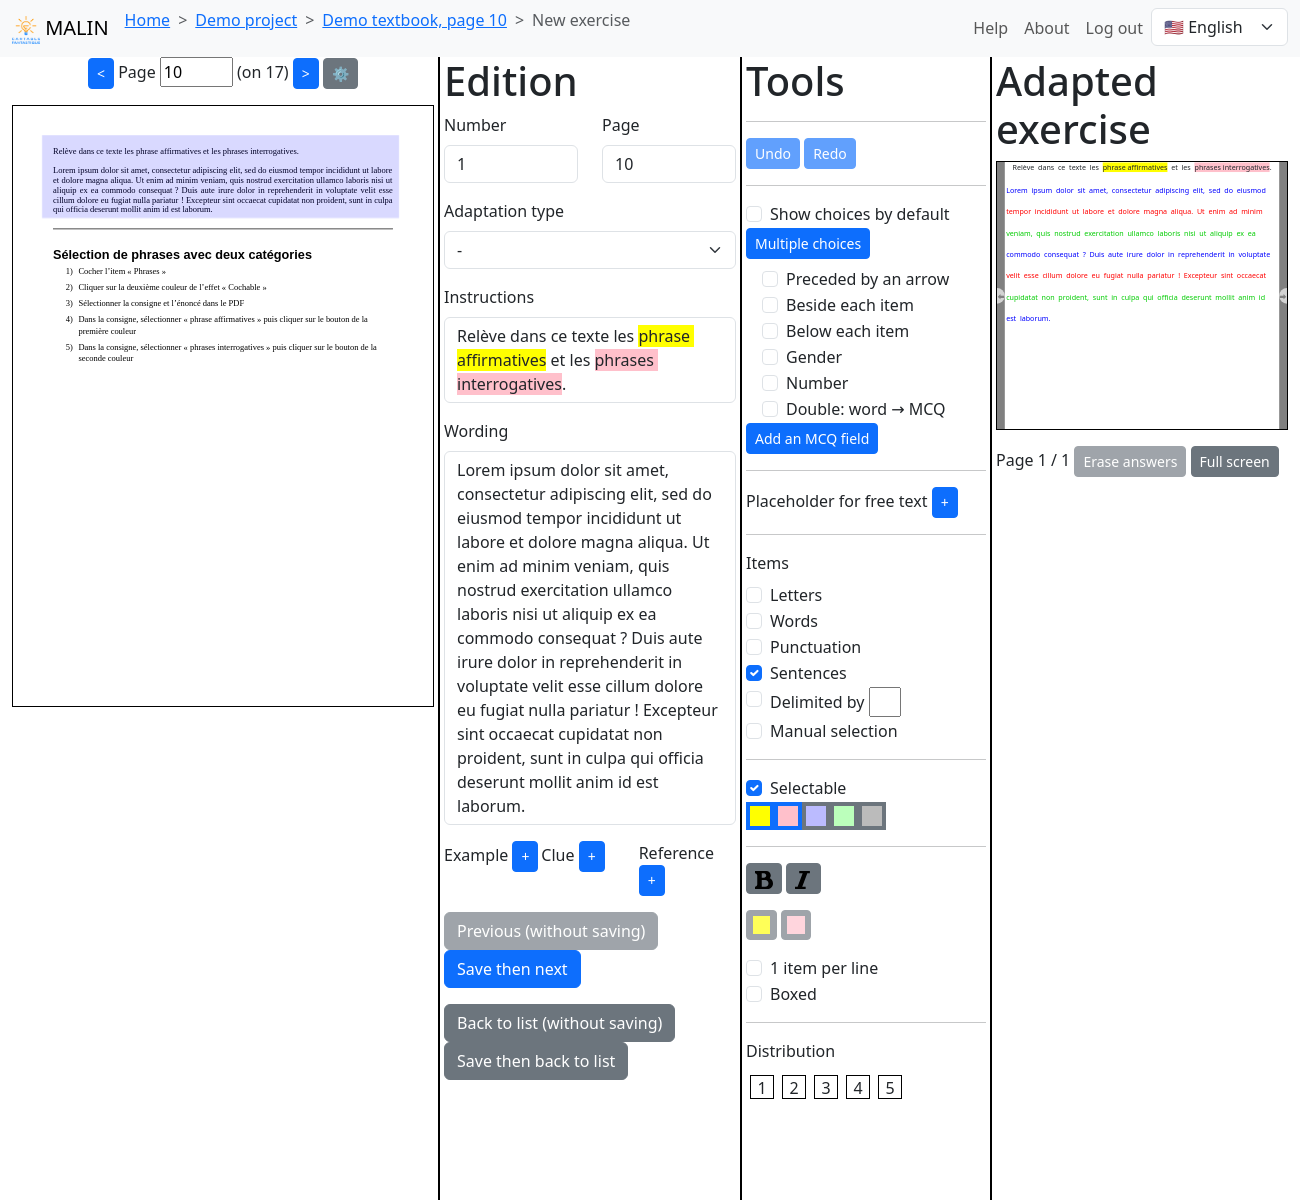 MALIN
Home > Demo project > Demo textbook, page 10 > New exercise
Help About Log out 🇺🇸 English
< Page 10 (on 17) > ⚙️
Relève dans ce texte les phrase affirmatives et les phrases interrogatives.
Lorem ipsum dolor sit amet, consectetur adipiscing elit, sed do eiusmod tempor incididunt ut labore
et dolore magna aliqua. Ut enim ad minim veniam, quis nostrud exercitation ullamco laboris nisi ut
aliquip ex ea commodo consequat ? Duis aute irure dolor in reprehenderit in voluptate velit esse
cillum dolore eu fugiat nulla pariatur ! Excepteur sint occaecat cupidatat non proident, sunt in culpa
qui officia deserunt mollit anim id est laborum.
Sélection de phrases avec deux catégories
1) Cocher l’item « Phrases »
2) Cliquer sur la deuxième couleur de l’effet « Cochable »
3) Sélectionner la consigne et l’énoncé dans le PDF
4) Dans la consigne, sélectionner « phrase affirmatives » puis cliquer sur le bouton de la
première couleur
5) Dans la consigne, sélectionner « phrases interrogatives » puis cliquer sur le bouton de la
seconde couleur
Edition
Number Page
1 10
Adaptation type
-
Instructions
Relève dans ce texte les phrase
affirmatives et les phrases
interrogatives.
Wording
Lorem ipsum dolor sit amet,
consectetur adipiscing elit, sed do
eiusmod tempor incididunt ut
labore et dolore magna aliqua. Ut
enim ad minim veniam, quis
nostrud exercitation ullamco
laboris nisi ut aliquip ex ea
commodo consequat ? Duis aute
irure dolor in reprehenderit in
voluptate velit esse cillum dolore
eu fugiat nulla pariatur ! Excepteur
sint occaecat cupidatat non
proident, sunt in culpa qui officia
deserunt mollit anim id est
laborum.
Example + Clue + Reference
+
Previous (without saving)
Save then next
Back to list (without saving)
Save then back to list
Tools
Undo Redo
Show choices by default
Multiple choices
Preceded by an arrow
Beside each item
Below each item
Gender
Number
Double: word → MCQ
Add an MCQ field
Placeholder for free text +
Items
Letters
Words
Punctuation
Sentences
Delimited by
Manual selection
Selectable
B I
1 item per line
Boxed
Distribution
1 2 3 4 5
Adapted
exercise
Relève dans ce texte les phrase affirmatives et les phrases interrogatives.
Lorem ipsum dolor sit amet, consectetur adipiscing elit, sed do eiusmod
tempor incididunt ut labore et dolore magna aliqua. Ut enim ad minim
veniam, quis nostrud exercitation ullamco laboris nisi ut aliquip ex ea
commodo consequat ? Duis aute irure dolor in reprehenderit in voluptate
velit esse cillum dolore eu fugiat nulla pariatur ! Excepteur sint occaecat
cupidatat non proident, sunt in culpa qui officia deserunt mollit anim id
est laborum.
Page 1 / 1 Erase answers Full screen